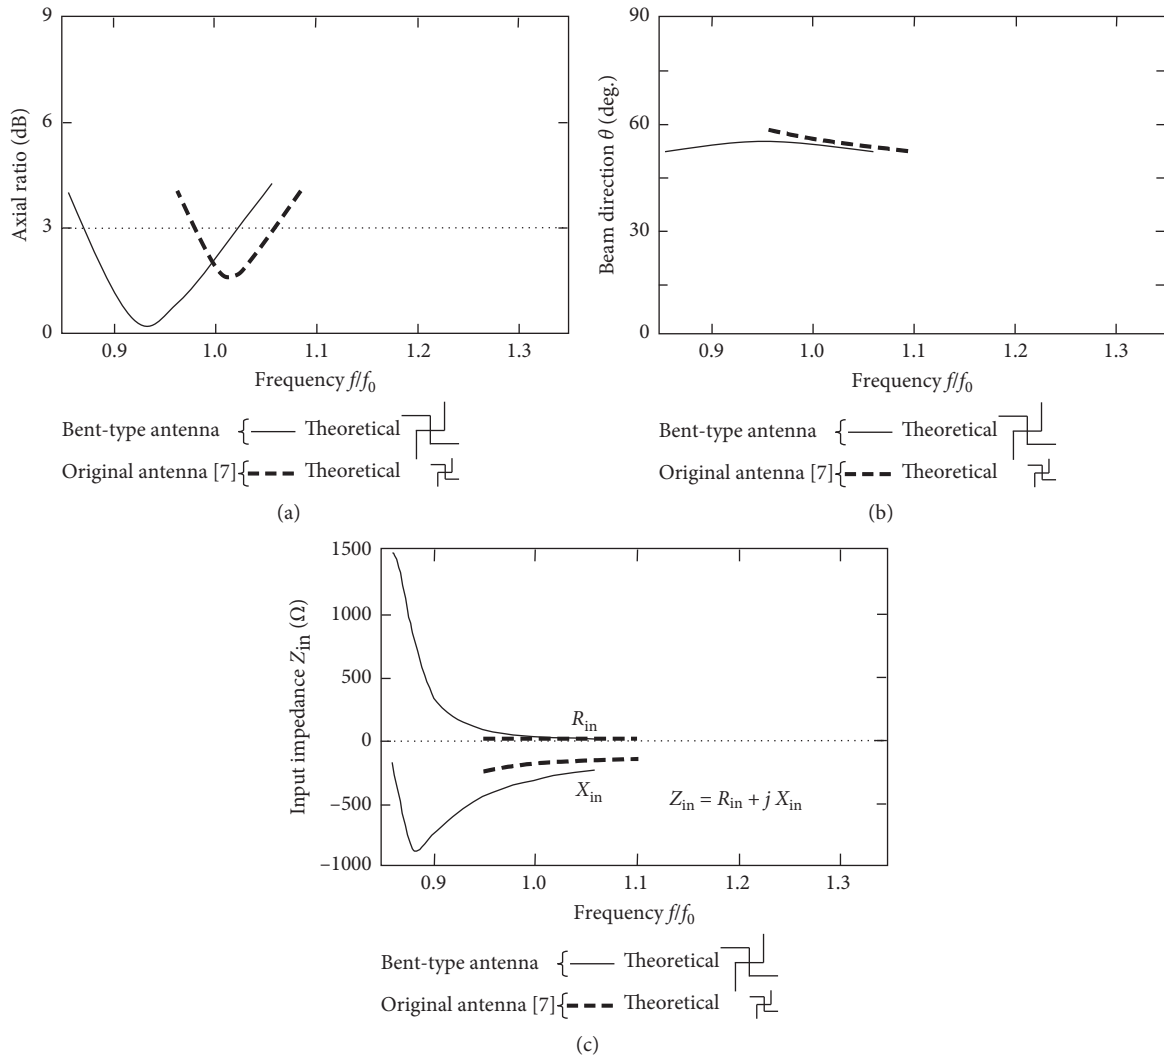 9
6
3
0
Axial ratio (dB)
0.9 1.0 1.1 1.2 1.3
Frequency f/f0
Bent-type antenna { Theoretical
Original antenna [7] { Theoretical
(a)
90
60
30
0
Beam direction θ (deg.)
0.9 1.0 1.1 1.2 1.3
Frequency f/f0
Bent-type antenna { Theoretical
Original antenna [7] { Theoretical
(b)
1500
1000
500
0
–500
–1000
Input impedance Zin (Ω)
Rin
Xin
Zin = Rin + j Xin
0.9 1.0 1.1 1.2 1.3
Frequency f/f0
Bent-type antenna { Theoretical
Original antenna [7] { Theoretical
(c)